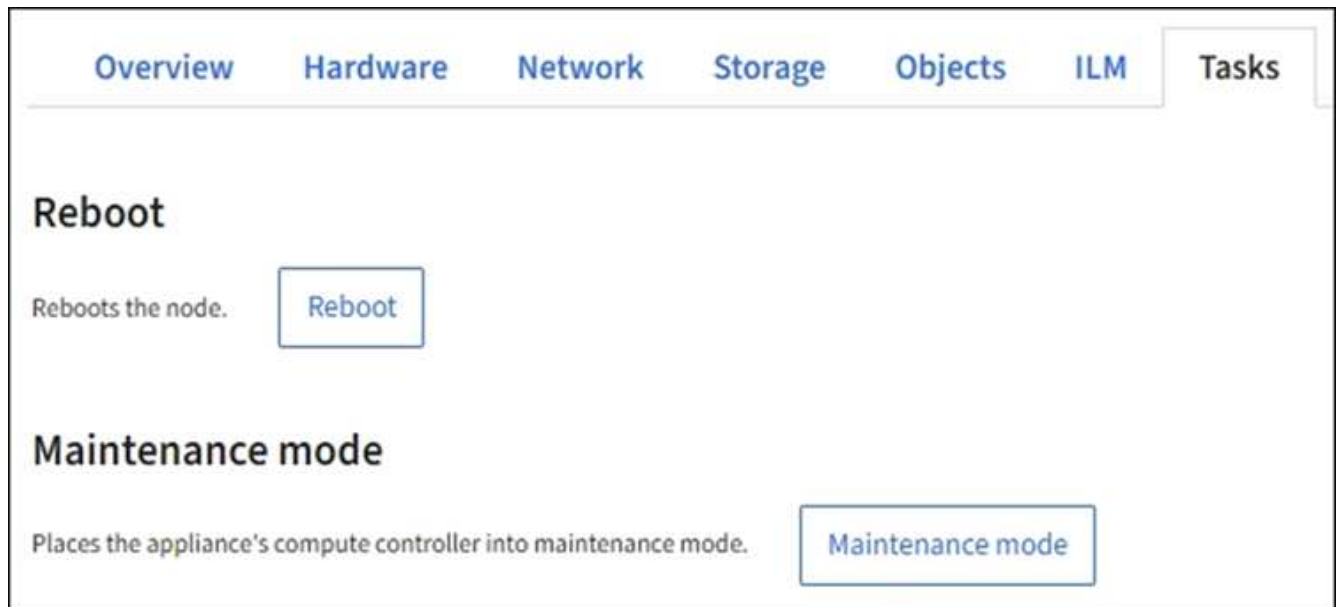 Overview Hardware Network Storage Objects ILM Tasks
Reboot
Reboots the node. Reboot
Maintenance mode
Places the appliance's compute controller into maintenance mode. Maintenance mode